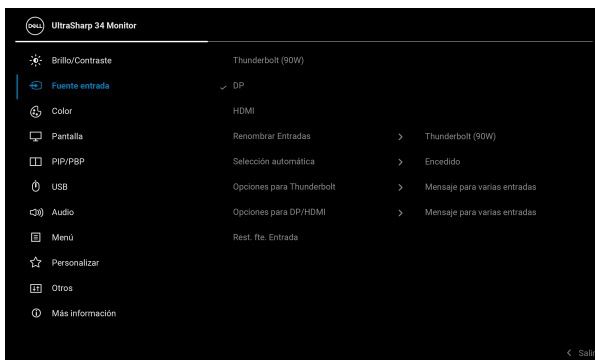 DELL UltraSharp 34 Monitor
Brillo/Contraste Thunderbolt (90W)
Fuente entrada DP
Color HDMI
Pantalla Renombrar Entradas Thunderbolt (90W)
PIP/PBP Selección automática Encedido
USB Opciones para Thunderbolt Mensaje para varias entradas
Audio Opciones para DP/HDMI Mensaje para varias entradas
Menú Rest. fte. Entrada
Personalizar
Otros
Más información
Salir